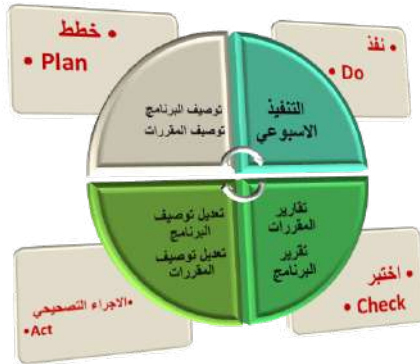 خطط
Plan
نفذ
Do
توصيف البرنامج
توصيف المقررات
التنفيذ
الاسبوعي
تعديل توصيف
البرنامج
تعديل توصيف
المقررات
تقارير
المقررات
تقرير
البرنامج
الاجراء التصحيحي
Act
اختبر
Check